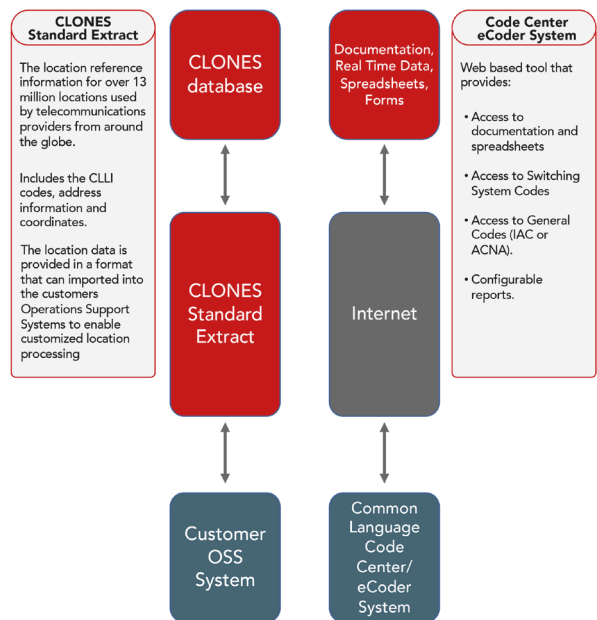 CLONES
Standard Extract
The location reference
information for over 13
million locations used
by telecommunications
providers from around
the globe.
Includes the CLLI
codes, address
information and
coordinates.
The location data is
provided in a format
that can imported into
the customers
Operations Support
Systems to enable
customized location
processing
CLONES
database
CLONES
Standard
Extract
Customer
OSS
System
Documentation,
Real Time Data,
Spreadsheets,
Forms
Internet
Common
Language
Code
Center/
eCoder
System
Code Center
eCoder System
Web based tool that
provides:
• Access to
documentation and
spreadsheets
• Access to Switching
System Codes
• Access to General
Codes (IAC or
ACNA).
• Configurable
reports.